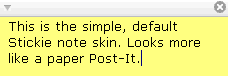 This is the simple, default
Stickie note skin. Looks more
like a paper Post-It.